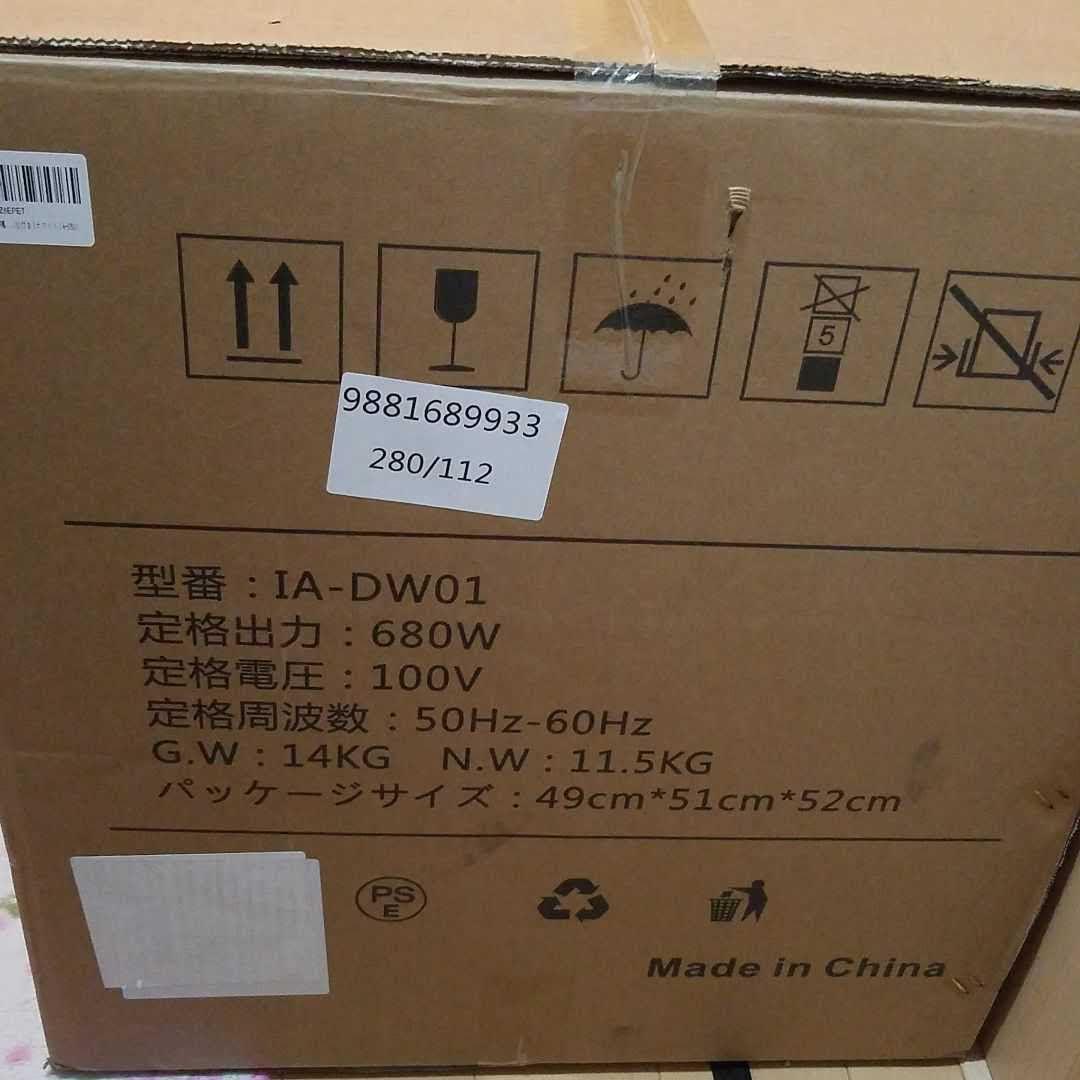 5
9881689933
280/112
型番：IA-DW01
定格出力：680W
定格電圧：100V
定格周波数：50Hz-60Hz
G.W：14KG N.W：11.5KG
パッケージサイズ：49cm*51cm*52cm
PS
E
Made in China